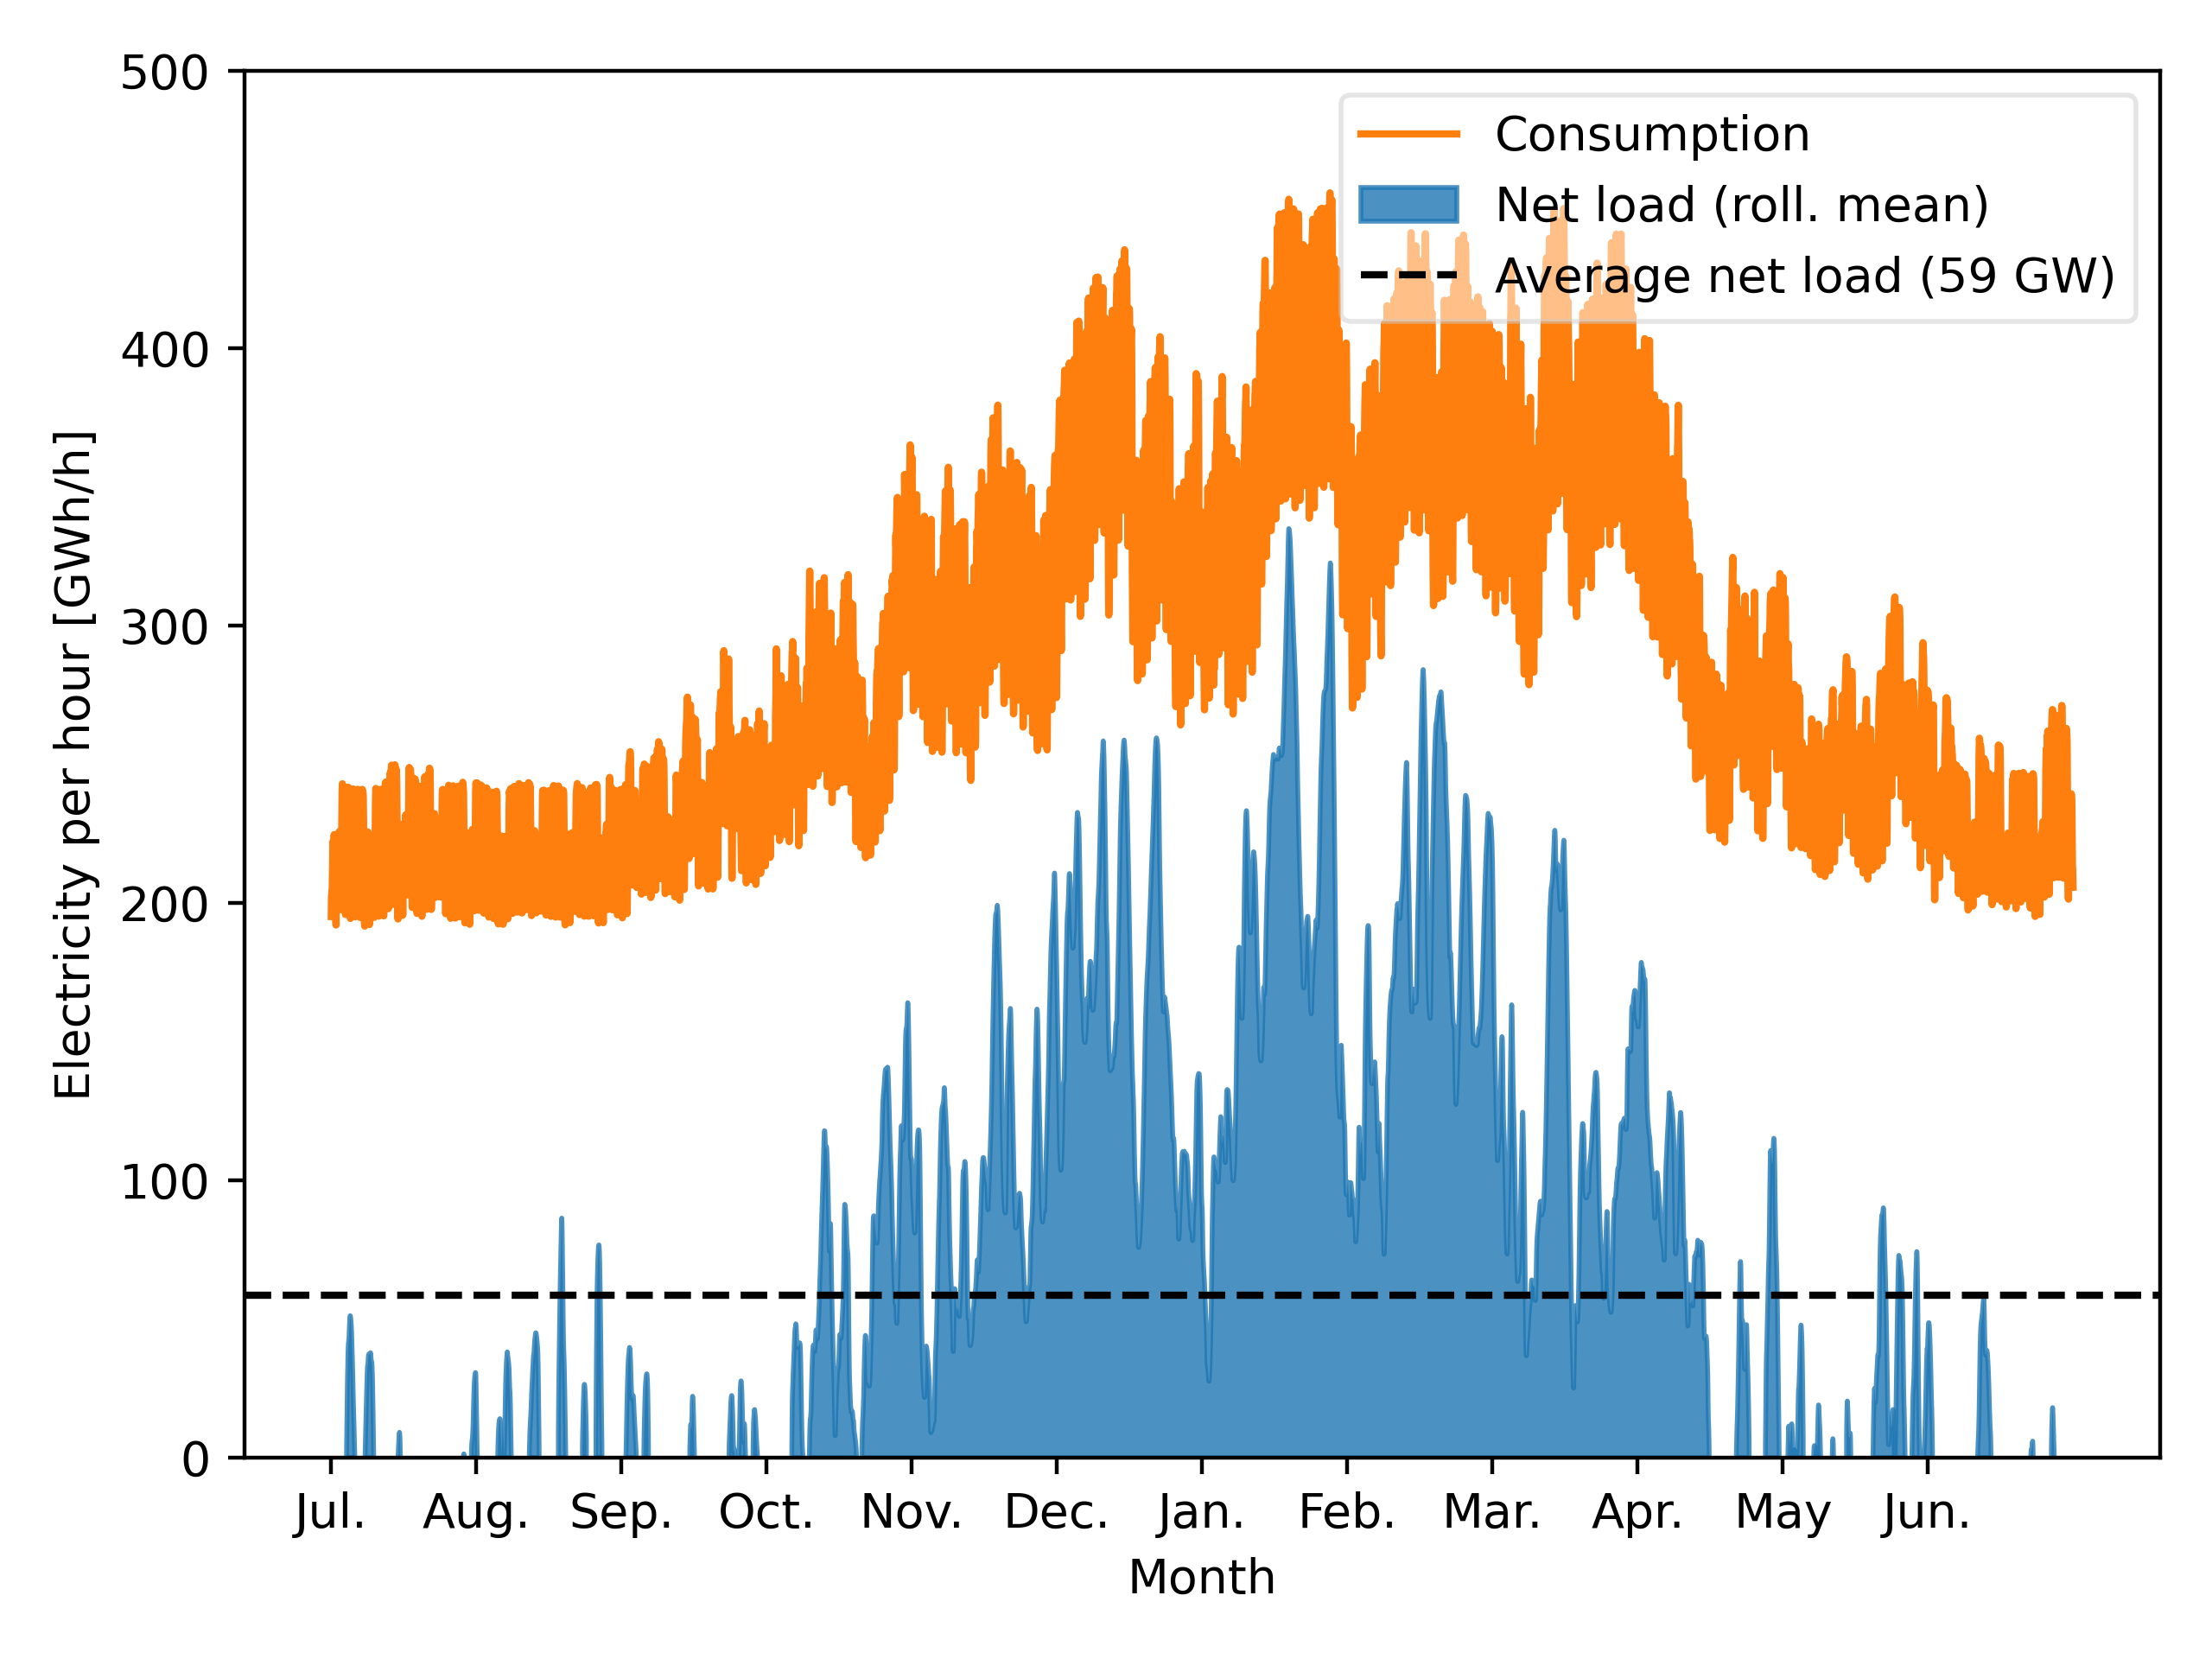 Electricity per hour [GWh/h]
500
400
300
200
100
0
Consumption
Net load (roll. mean)
Average net load (59 GW)
Jul. Aug. Sep. Oct. Nov. Dec. Jan. Feb. Mar. Apr. May Jun.
Month